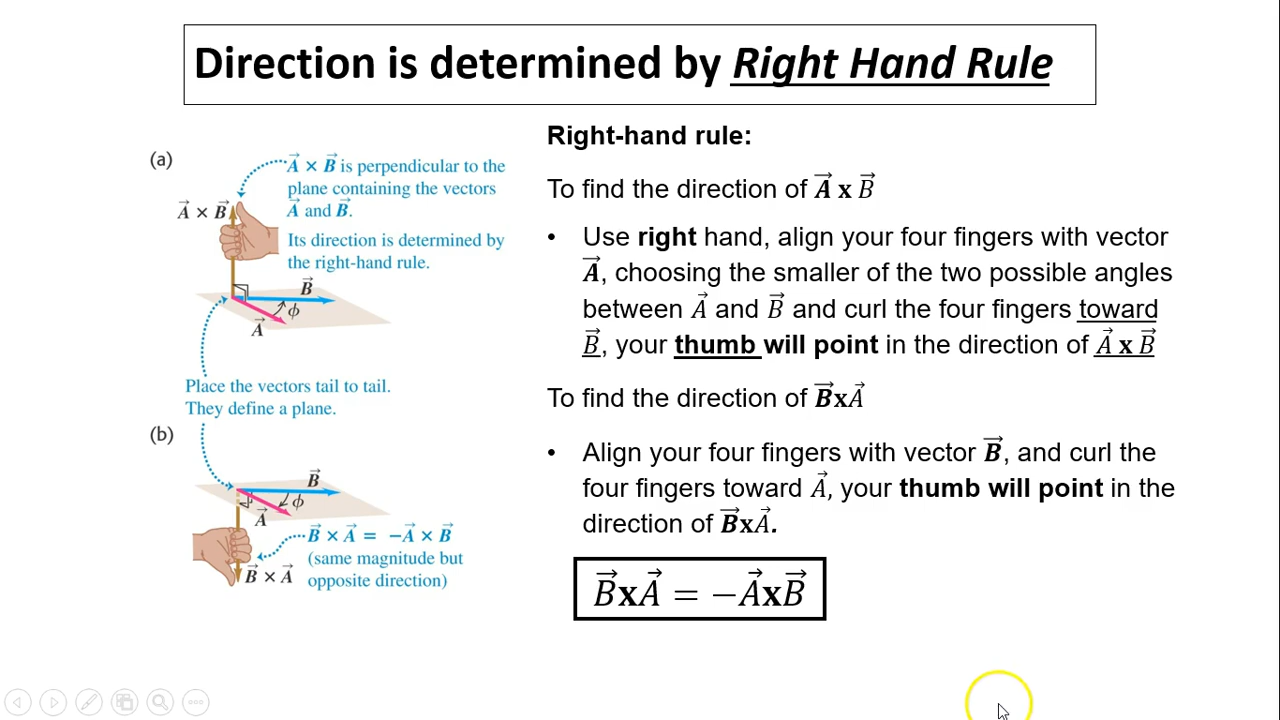 Direction is determined by Right Hand Rule
(a)
A⃗ × B⃗ is perpendicular to the
plane containing the vectors
A⃗ and B⃗.
A⃗ × B⃗
Its direction is determined by
the right-hand rule.
B⃗
ϕ
A⃗
Place the vectors tail to tail.
They define a plane.
(b)
B⃗
ϕ
A⃗
B⃗ × A⃗ = −A⃗ × B⃗
(same magnitude but
opposite direction)
B⃗ × A⃗
Right-hand rule:
To find the direction of A⃗ x B⃗
• Use right hand, align your four fingers with vector
A⃗, choosing the smaller of the two possible angles
between A⃗ and B⃗ and curl the four fingers toward
B⃗, your thumb will point in the direction of A⃗ x B⃗
To find the direction of B⃗xA⃗
• Align your four fingers with vector B⃗, and curl the
four fingers toward A⃗, your thumb will point in the
direction of B⃗xA⃗.
B⃗xA⃗ = −A⃗xB⃗